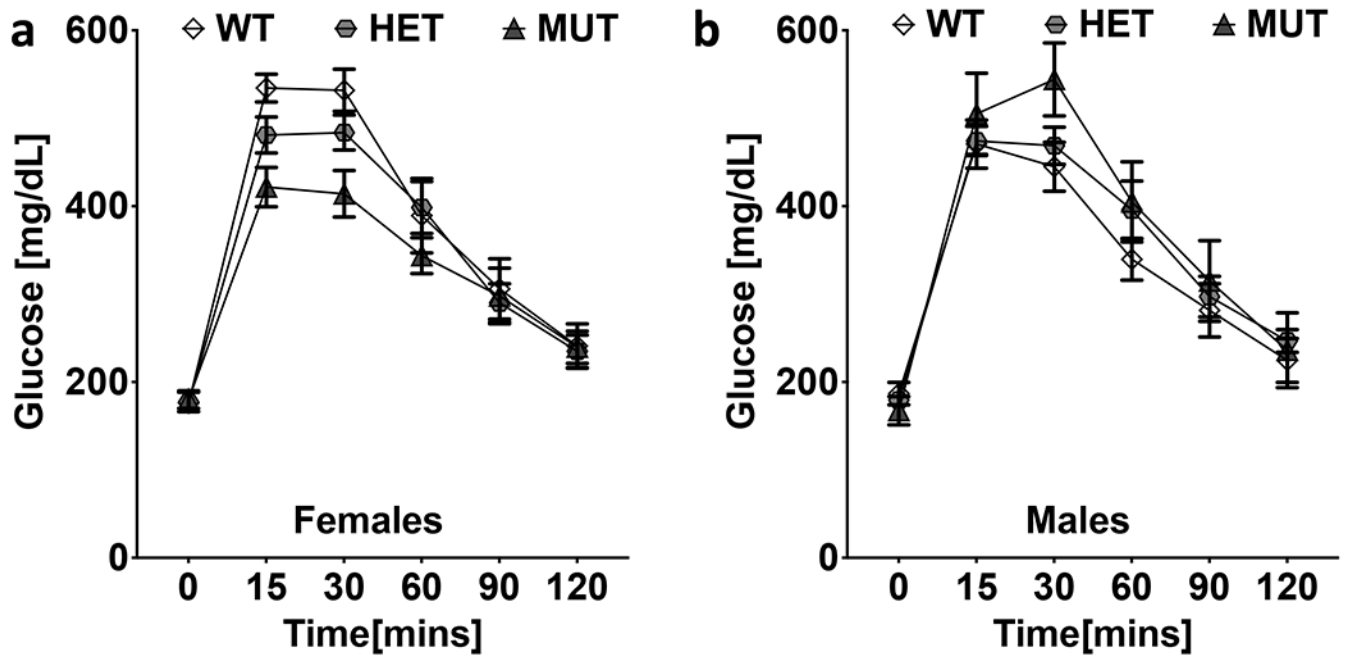 a
WT HET MUT
Glucose [mg/dL]
600
400
200
0
Females
0 15 30 60 90 120
Time[mins]
b
WT HET MUT
Glucose [mg/dL]
600
400
200
0
Males
0 15 30 60 90 120
Time[mins]